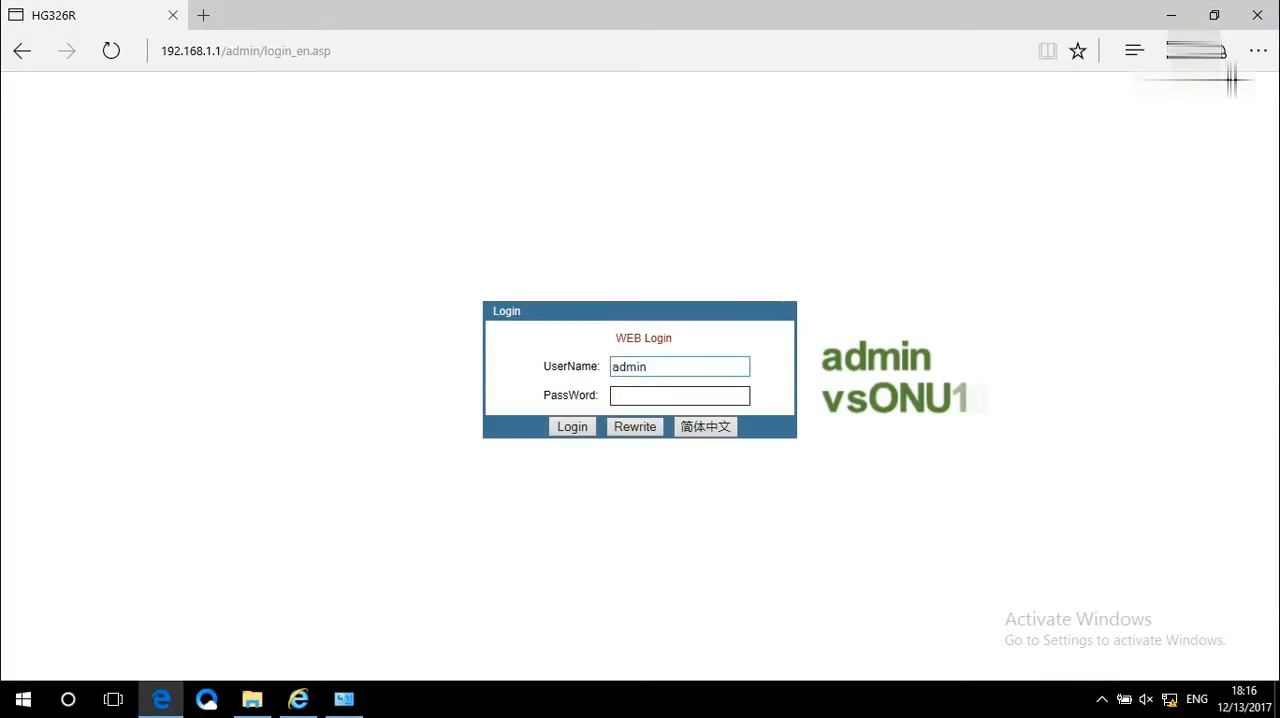 HG326R
192.168.1.1/admin/login_en.asp
Login
WEB Login
UserName: admin
PassWord:
Login Rewrite 简体中文
admin
Activate Windows
Go to Settings to activate Windows.
ENG
18:16
12/13/2017